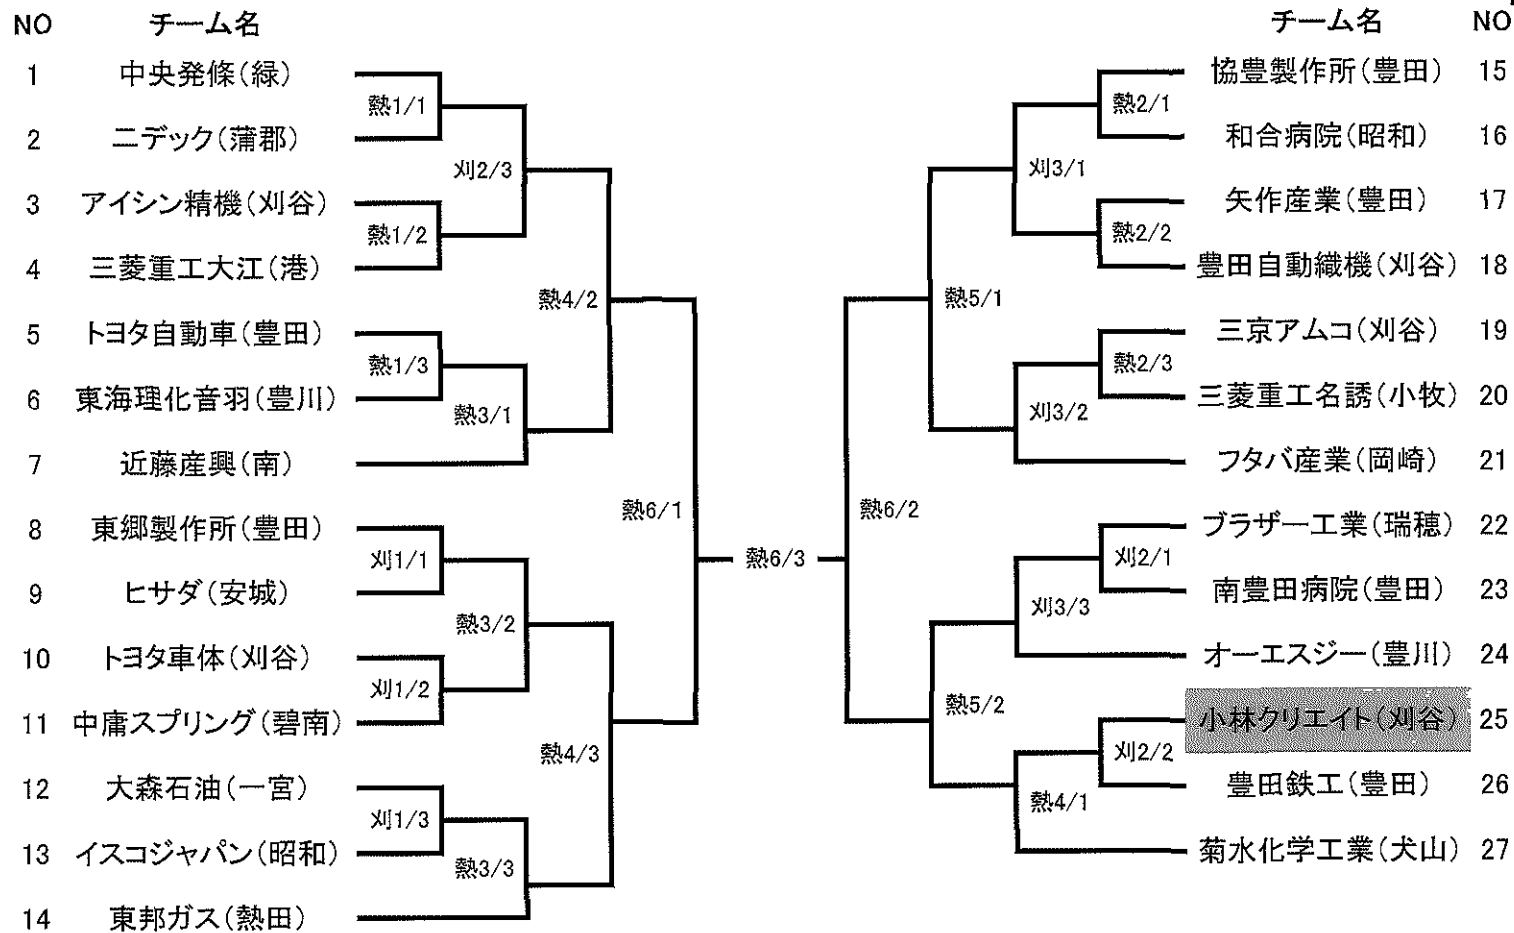 NO チーム名 チーム名 NO
1 中央発條(緑) 協豊製作所(豊田) 15
熱1/1 熱2/1
2 ニデック(蒲郡) 和合病院(昭和) 16
刈2/3 刈3/1
3 アイシン精機(刈谷) 矢作産業(豊田) 17
熱1/2 熱2/2
4 三菱重工大江(港) 豊田自動織機(刈谷) 18
熱4/2 熱5/1
5 トヨタ自動車(豊田) 三京アムコ(刈谷) 19
熱1/3 熱2/3
6 東海理化音羽(豊川) 三菱重工名誘(小牧) 20
熱3/1 刈3/2
7 近藤産興(南) フタバ産業(岡崎) 21
熱6/1 熱6/2
8 東郷製作所(豊田) ブラザー工業(瑞穂) 22
刈1/1 熱6/3 刈2/1
9 ヒサダ(安城) 南豊田病院(豊田) 23
熱3/2 刈3/3
10 トヨタ車体(刈谷) オーエスジー(豊川) 24
刈1/2 熱5/2
11 中庸スプリング(碧南) 小林クリエイト(刈谷) 25
熱4/3 刈2/2
12 大森石油(一宮) 豊田鉄工(豊田) 26
刈1/3 熱4/1
13 イスコジャパン(昭和) 菊水化学工業(犬山) 27
熱3/3
14 東邦ガス(熱田)